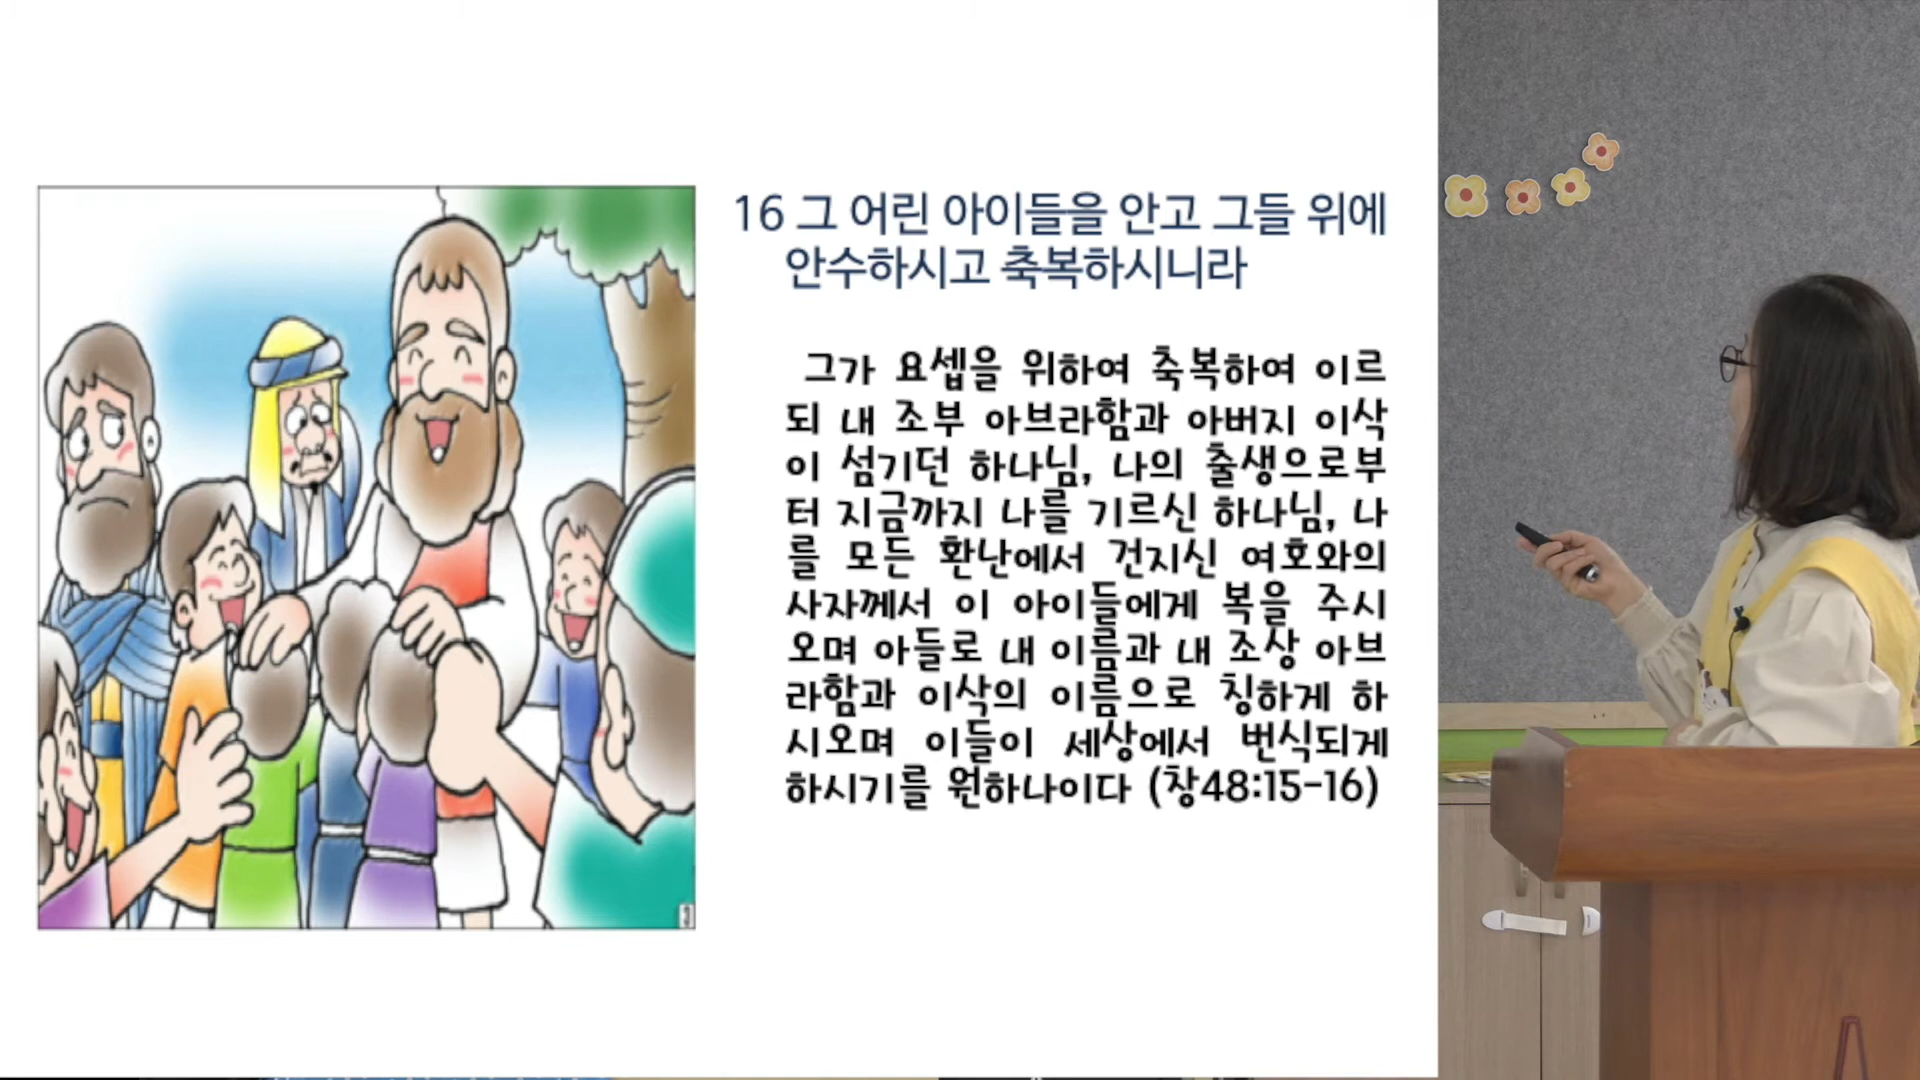 16 그 어린 아이들을 안고 그들 위에
안수하시고 축복하시니라
그가 요셉을 위하여 축복하여 이르
되 내 조부 아브라함과 아버지 이삭
이 섬기던 하나님, 나의 출생으로부
터 지금까지 나를 기르신 하나님, 나
를 모든 환난에서 건지신 여호와의
사자께서 이 아이들에게 복을 주시
오며 아들로 내 이름과 내 조상 아브
라함과 이삭의 이름으로 칭하게 하
시오며 이들이 세상에서 번식되게
하시기를 원하나이다 (창48:15-16)